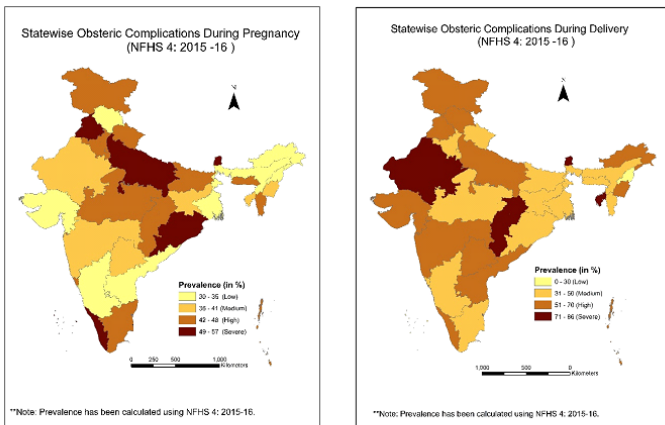 Statewise Obsteric Complications During Pregnancy
(NFHS 4: 2015 -16 )
N
Prevalence (in %)
30 - 35 (Low)
36 - 41 (Medium)
42 - 48 (High)
49 - 57 (Severe)
0 250 500 1,000
Kilometers
**Note: Prevalence has been calculated using NFHS 4: 2015-16.
Statewise Obsteric Complications During Delivery
(NFHS 4: 2015 -16)
N
Prevalence (in %)
0 - 30 (Low)
31 - 50 (Medium)
51 - 70 (High)
71 - 86 (Severe)
1,000 500 0 1,000
Kilometers
**Note: Prevalence has been calculated using NFHS 4: 2015-16.